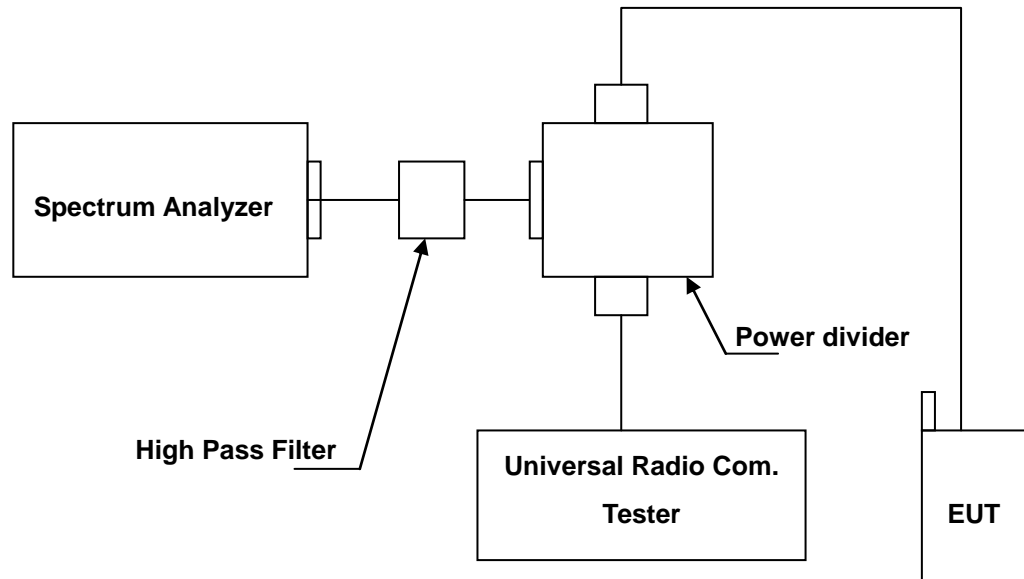 Spectrum Analyzer
Power divider
High Pass Filter
Universal Radio Com.
Tester
EUT